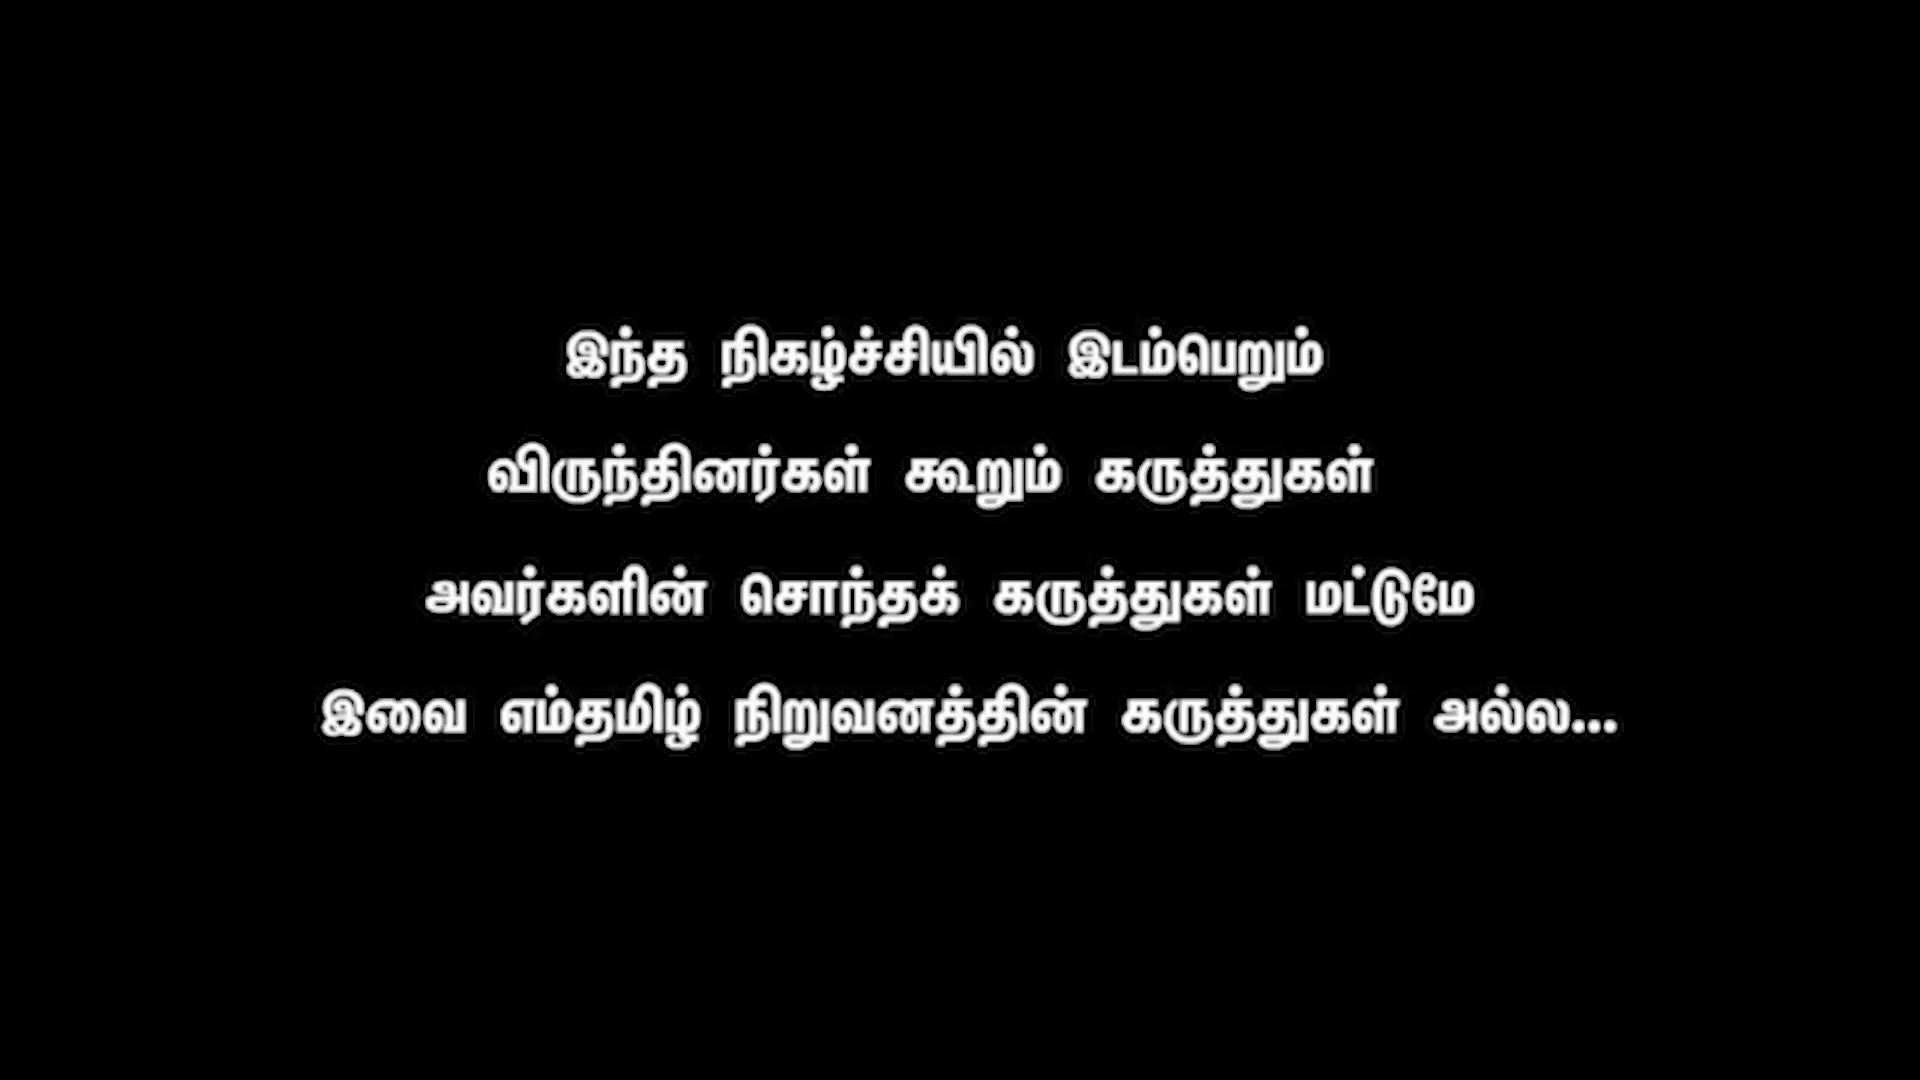 இந்த நிகழ்ச்சியில் இடம்பெறும்
விருந்தினர்கள் கூறும் கருத்துகள்
அவர்களின் சொந்தக் கருத்துகள் மட்டுமே
இவை எம்தமிழ் நிறுவனத்தின் கருத்துகள் அல்ல...